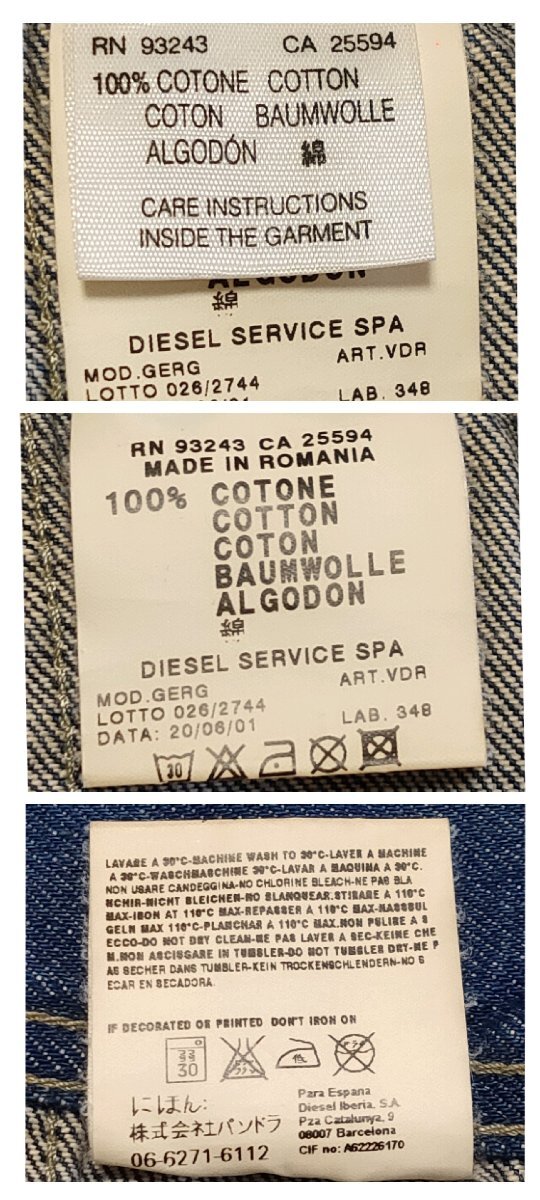 RN 93243 CA 25594
100% COTONE COTTON
COTON BAUMWOLLE
ALGODÓN 綿
CARE INSTRUCTIONS
INSIDE THE GARMENT
ALGODON
綿
DIESEL SERVICE SPA
ART.VDR
MOD.GERG
LOTTO 026/2744
LAB. 348
RN 93243 CA 25594
MADE IN ROMANIA
100% COTONE
COTTON
COTON
BAUMWOLLE
ALGODON
綿
DIESEL SERVICE SPA
ART.VDR
MOD.GERG
LOTTO 026/2744
LAB. 348
DATA: 20/06/01
30
LAVARE A 30°C-MACHINE WASH TO 30°C-LAVER A MACHINE
A 30°C-WASCHMASCHINE 30°C-LAVAR A MAQUINA A 30°C.
NON USARE CANDEGGINA-NO CHLORINE BLEACH-NE PAS BLA
NCHIR-NICHT BLEICHEN-NO BLANQUEAR.STIRARE A 110°C
MAX-IRON AT 110°C MAX-REPASSER A 110°C MAX-MASSBUL
GELN MAX 110°C-PLANCHAR A 110°C MAX.NON PULIRE A S
ECCO-DO NOT DRY CLEAN-NE PAS LAVER A SEC-KEINE CHE
M.NON ASCIUGARE IN TUMBLER-DO NOT TUMBLER DRY-NE P
AS SECHER DANS TUMBLER-KEIN TROCKENSCHLENDERN-NO S
ECAR EN SECADORA
IF DECORATED OR PRINTED DON'T IRON ON
30
低
にほん:
株式会社パンドラ
06-6271-6112
Para Espana
Diesel Iberia, S.A.
Pza Catalunya, 9
08007 Barcelona
CIF no: A62226170